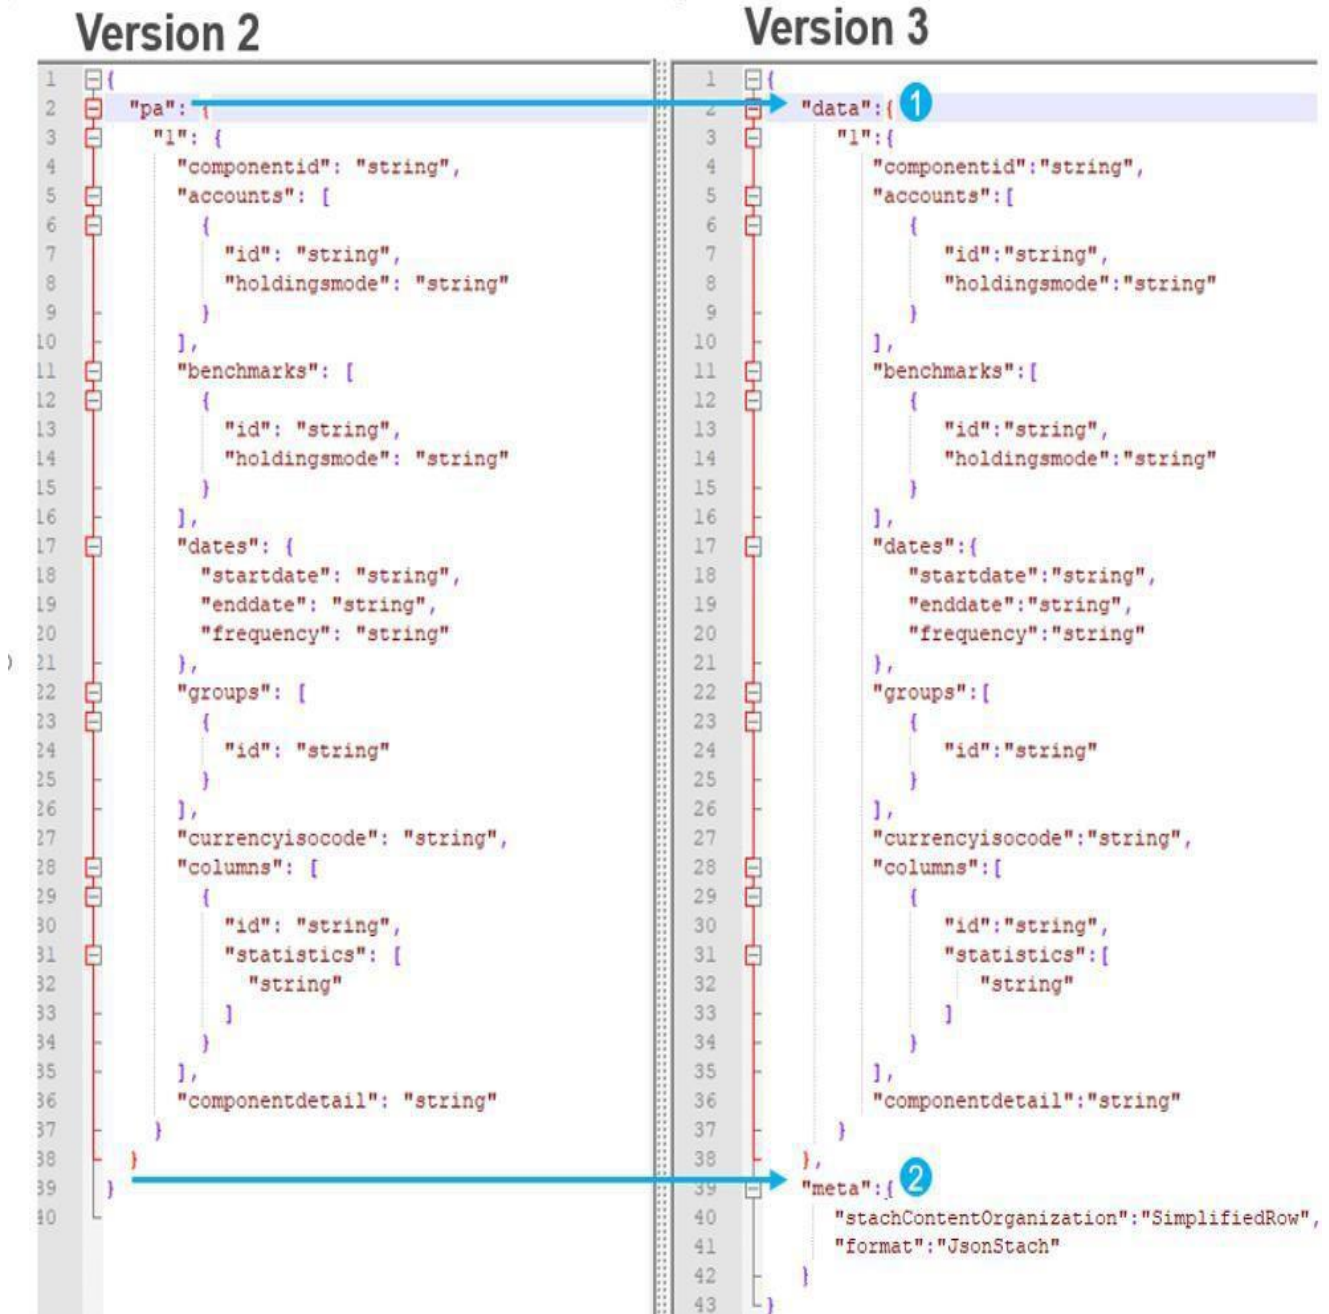 Version 2
1 {
2 "pa": {
3 "1": {
4 "componentid": "string",
5 "accounts": [
6 {
7 "id": "string",
8 "holdingsmode": "string"
9 }
10 ],
11 "benchmarks": [
12 {
13 "id": "string",
14 "holdingsmode": "string"
15 }
16 ],
17 "dates": {
18 "startdate": "string",
19 "enddate": "string",
20 "frequency": "string"
21 },
22 "groups": [
23 {
24 "id": "string"
25 }
26 ],
27 "currencyisocode": "string",
28 "columns": [
29 {
30 "id": "string",
31 "statistics": [
32 "string"
33 ]
34 }
35 ],
36 "componentdetail": "string"
37 }
38 }
39 }
40
Version 3
1 {
2 "data":{ 1
3 "1":{
4 "componentid":"string",
5 "accounts":[
6 {
7 "id":"string",
8 "holdingsmode":"string"
9 }
10 ],
11 "benchmarks":[
12 {
13 "id":"string",
14 "holdingsmode":"string"
15 }
16 ],
17 "dates":{
18 "startdate":"string",
19 "enddate":"string",
20 "frequency":"string"
21 },
22 "groups":[
23 {
24 "id":"string"
25 }
26 ],
27 "currencyisocode":"string",
28 "columns":[
29 {
30 "id":"string",
31 "statistics":[
32 "string"
33 ]
34 }
35 ],
36 "componentdetail":"string"
37 }
38 },
39 "meta":{ 2
40 "stachContentOrganization":"SimplifiedRow",
41 "format":"JsonStach"
42 }
43 }